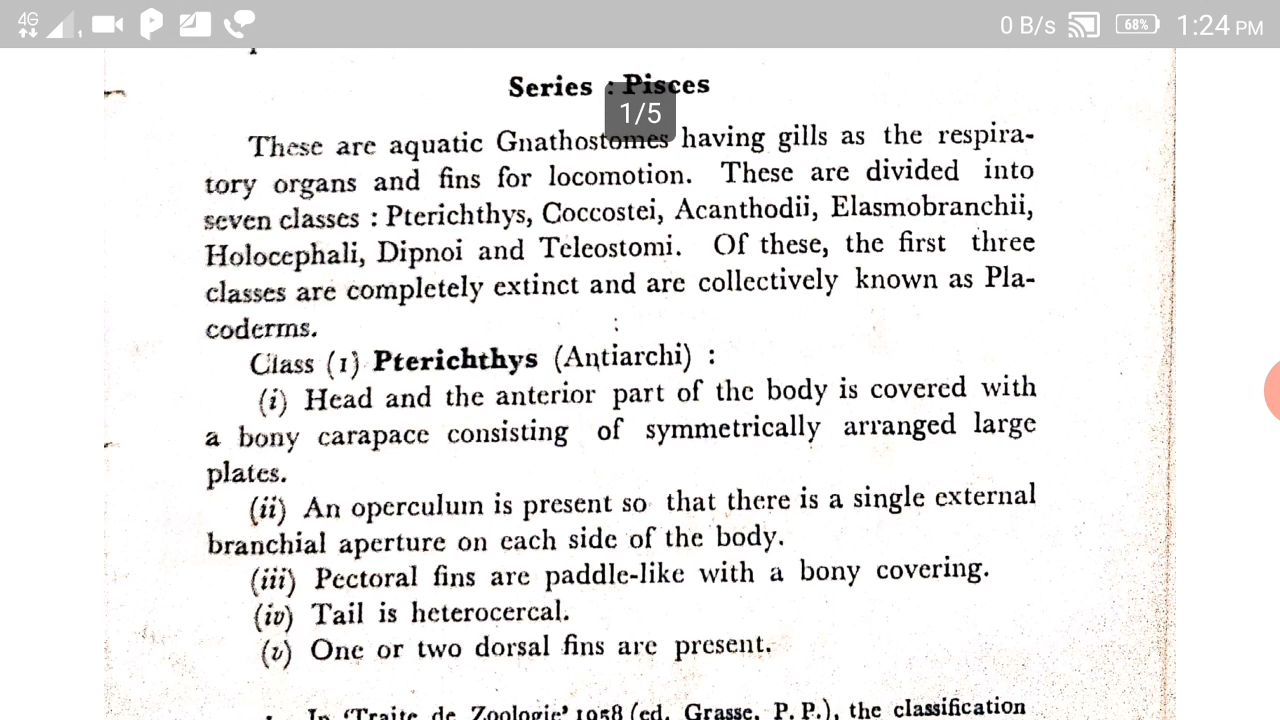 4G
0 B/s
68%
1:24 PM
Series : Pisces
1/5
These are aquatic Gnathostomes having gills as the respira-
tory organs and fins for locomotion. These are divided into
seven classes : Pterichthys, Coccostei, Acanthodii, Elasmobranchii,
Holocephali, Dipnoi and Teleostomi. Of these, the first three
classes are completely extinct and are collectively known as Pla-
coderms.
Class (1) Pterichthys (Antiarchi) :
(i) Head and the anterior part of the body is covered with
a bony carapace consisting of symmetrically arranged large
plates.
(ii) An operculum is present so that there is a single external
branchial aperture on each side of the body.
(iii) Pectoral fins are paddle-like with a bony covering.
(iv) Tail is heterocercal.
(v) One or two dorsal fins are present.
In 'Traite de Zoologie' 1958 (ed. Grasse, P. P.), the classification